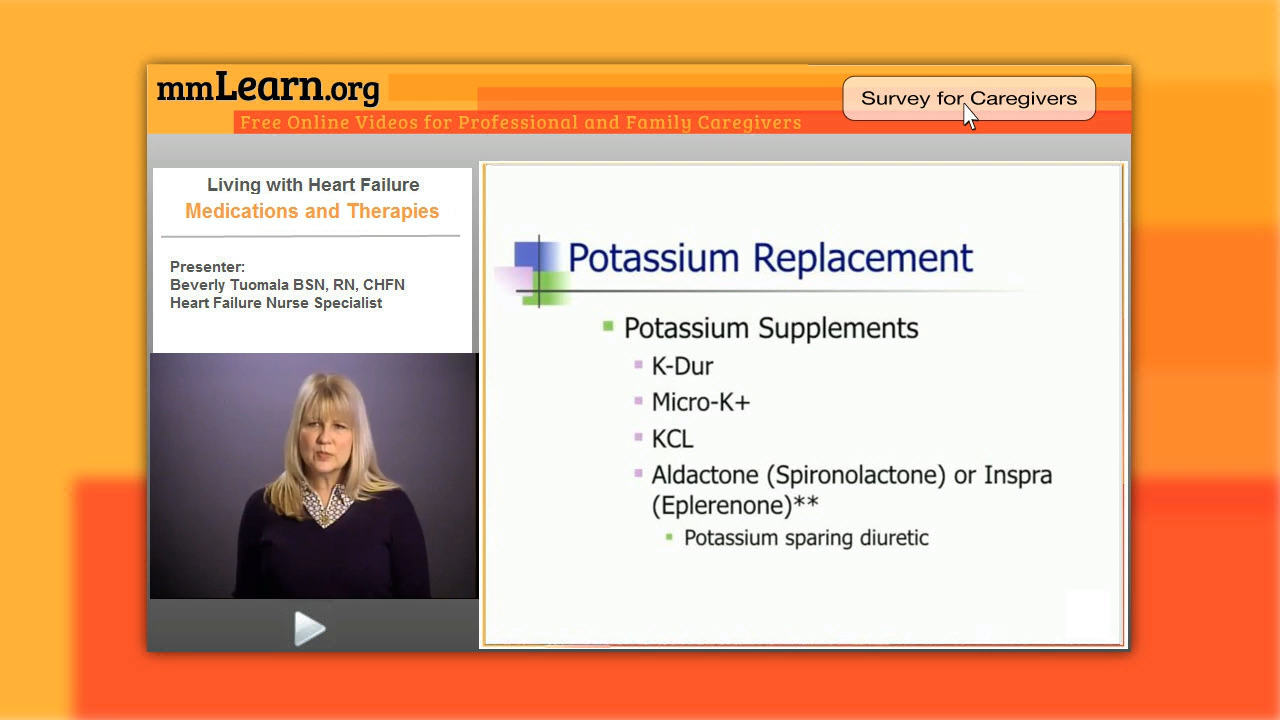 mmLearn.org
Free Online Videos for Professional and Family Caregivers
Survey for Caregivers
Living with Heart Failure
Medications and Therapies
Presenter:
Beverly Tuomala BSN, RN, CHFN
Heart Failure Nurse Specialist
Potassium Replacement
Potassium Supplements
K-Dur
Micro-K+
KCL
Aldactone (Spironolactone) or Inspra
(Eplerenone)**
Potassium sparing diuretic